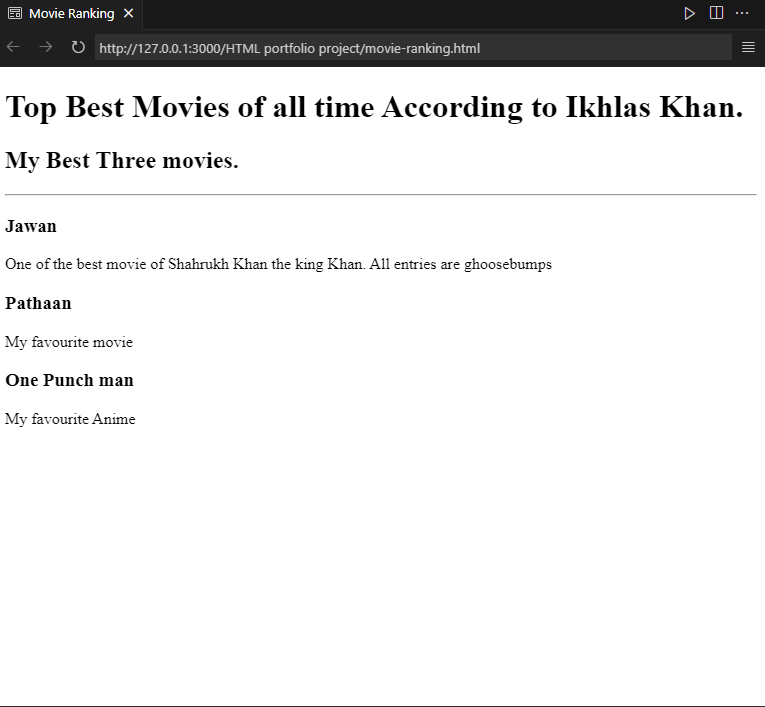 Movie Ranking
http://127.0.0.1:3000/HTML portfolio project/movie-ranking.html
Top Best Movies of all time According to Ikhlas Khan.
My Best Three movies.
Jawan
One of the best movie of Shahrukh Khan the king Khan. All entries are ghoosebumps
Pathaan
My favourite movie
One Punch man
My favourite Anime